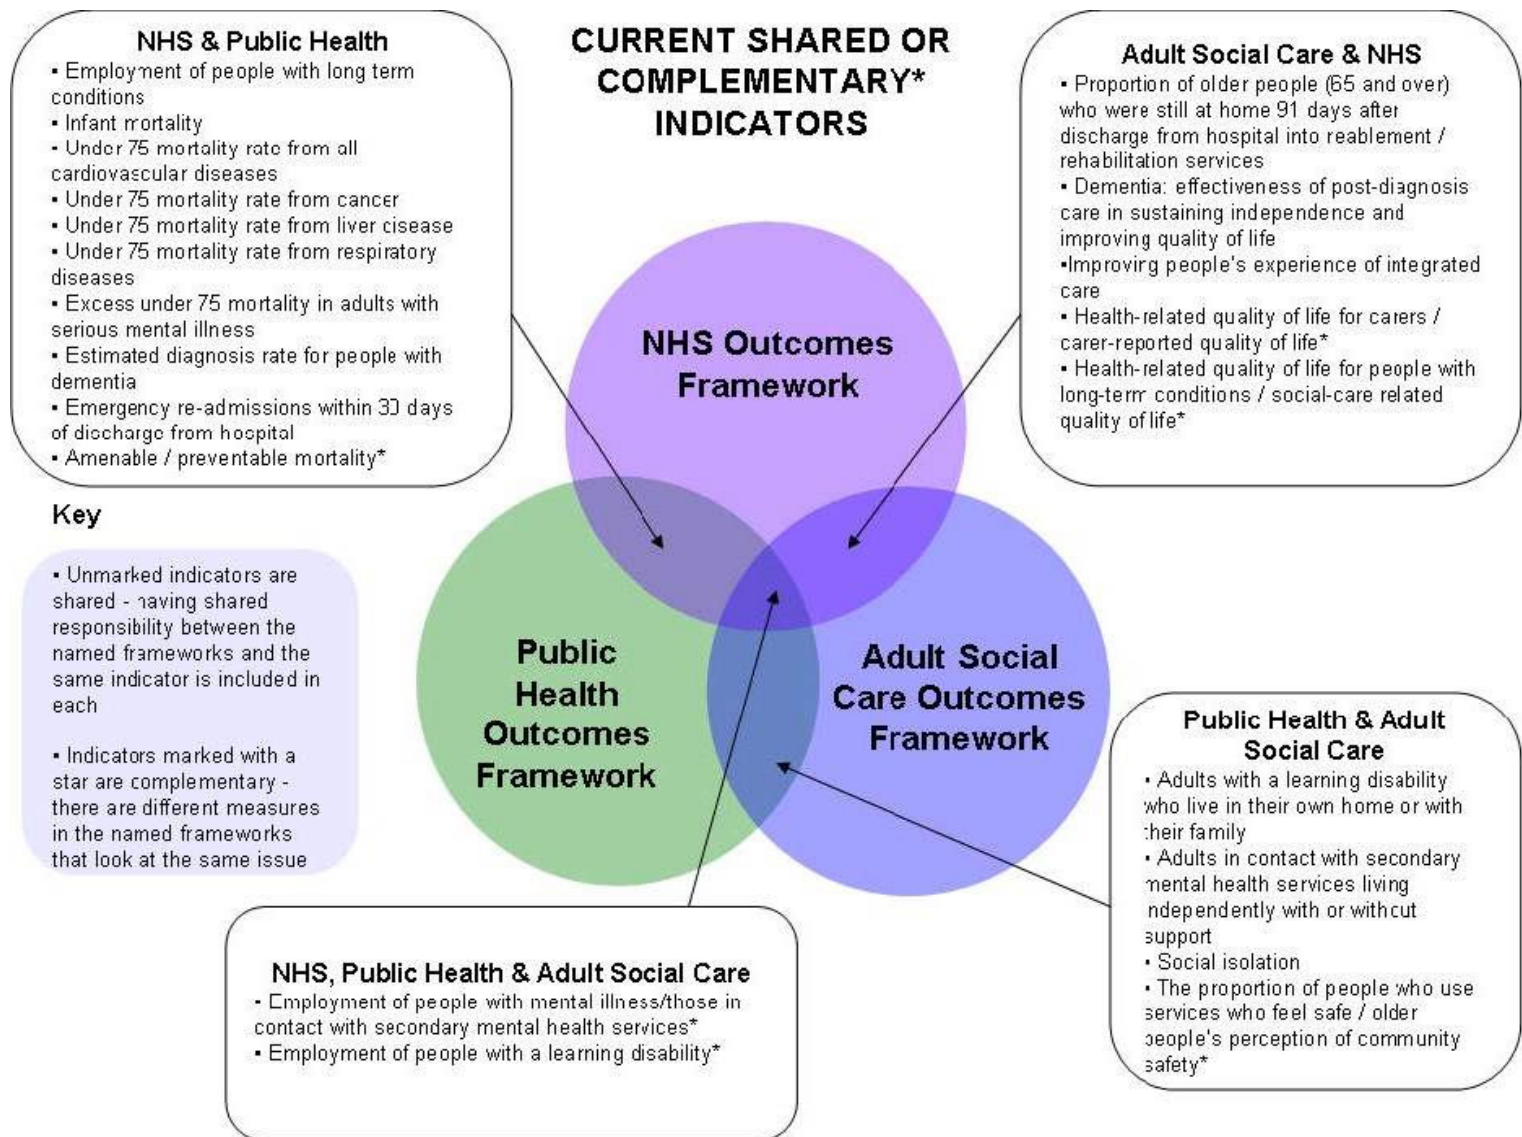 CURRENT SHARED OR
COMPLEMENTARY*
INDICATORS
NHS & Public Health
▪ Employment of people with long term
conditions
▪ Infant mortality
▪ Under 75 mortality rate from all
cardiovascular diseases
▪ Under 75 mortality rate from cancer
▪ Under 75 mortality rate from liver disease
▪ Under 75 mortality rate from respiratory
diseases
▪ Excess under 75 mortality in adults with
serious mental illness
▪ Estimated diagnosis rate for people with
dementia
▪ Emergency re-admissions within 30 days
of discharge from hospital
▪ Amenable / preventable mortality*
Adult Social Care & NHS
▪ Proportion of older people (65 and over)
who were still at home 91 days after
discharge from hospital into reablement /
rehabilitation services
▪ Dementia: effectiveness of post-diagnosis
care in sustaining independence and
improving quality of life
▪Improving people's experience of integrated
care
▪ Health-related quality of life for carers /
carer-reported quality of life*
▪ Health-related quality of life for people with
long-term conditions / social-care related
quality of life*
NHS Outcomes
Framework
Key
▪ Unmarked indicators are
shared - having shared
responsibility between the
named frameworks and the
same indicator is included in
each
▪ Indicators marked with a
star are complementary -
there are different measures
in the named frameworks
that look at the same issue
Public
Health
Outcomes
Framework
Adult Social
Care Outcomes
Framework
Public Health & Adult
Social Care
▪ Adults with a learning disability
who live in their own home or with
their family
▪ Adults in contact with secondary
mental health services living
independently with or without
support
▪ Social isolation
▪ The proportion of people who use
services who feel safe / older
people's perception of community
safety*
NHS, Public Health & Adult Social Care
▪ Employment of people with mental illness/those in
contact with secondary mental health services*
▪ Employment of people with a learning disability*